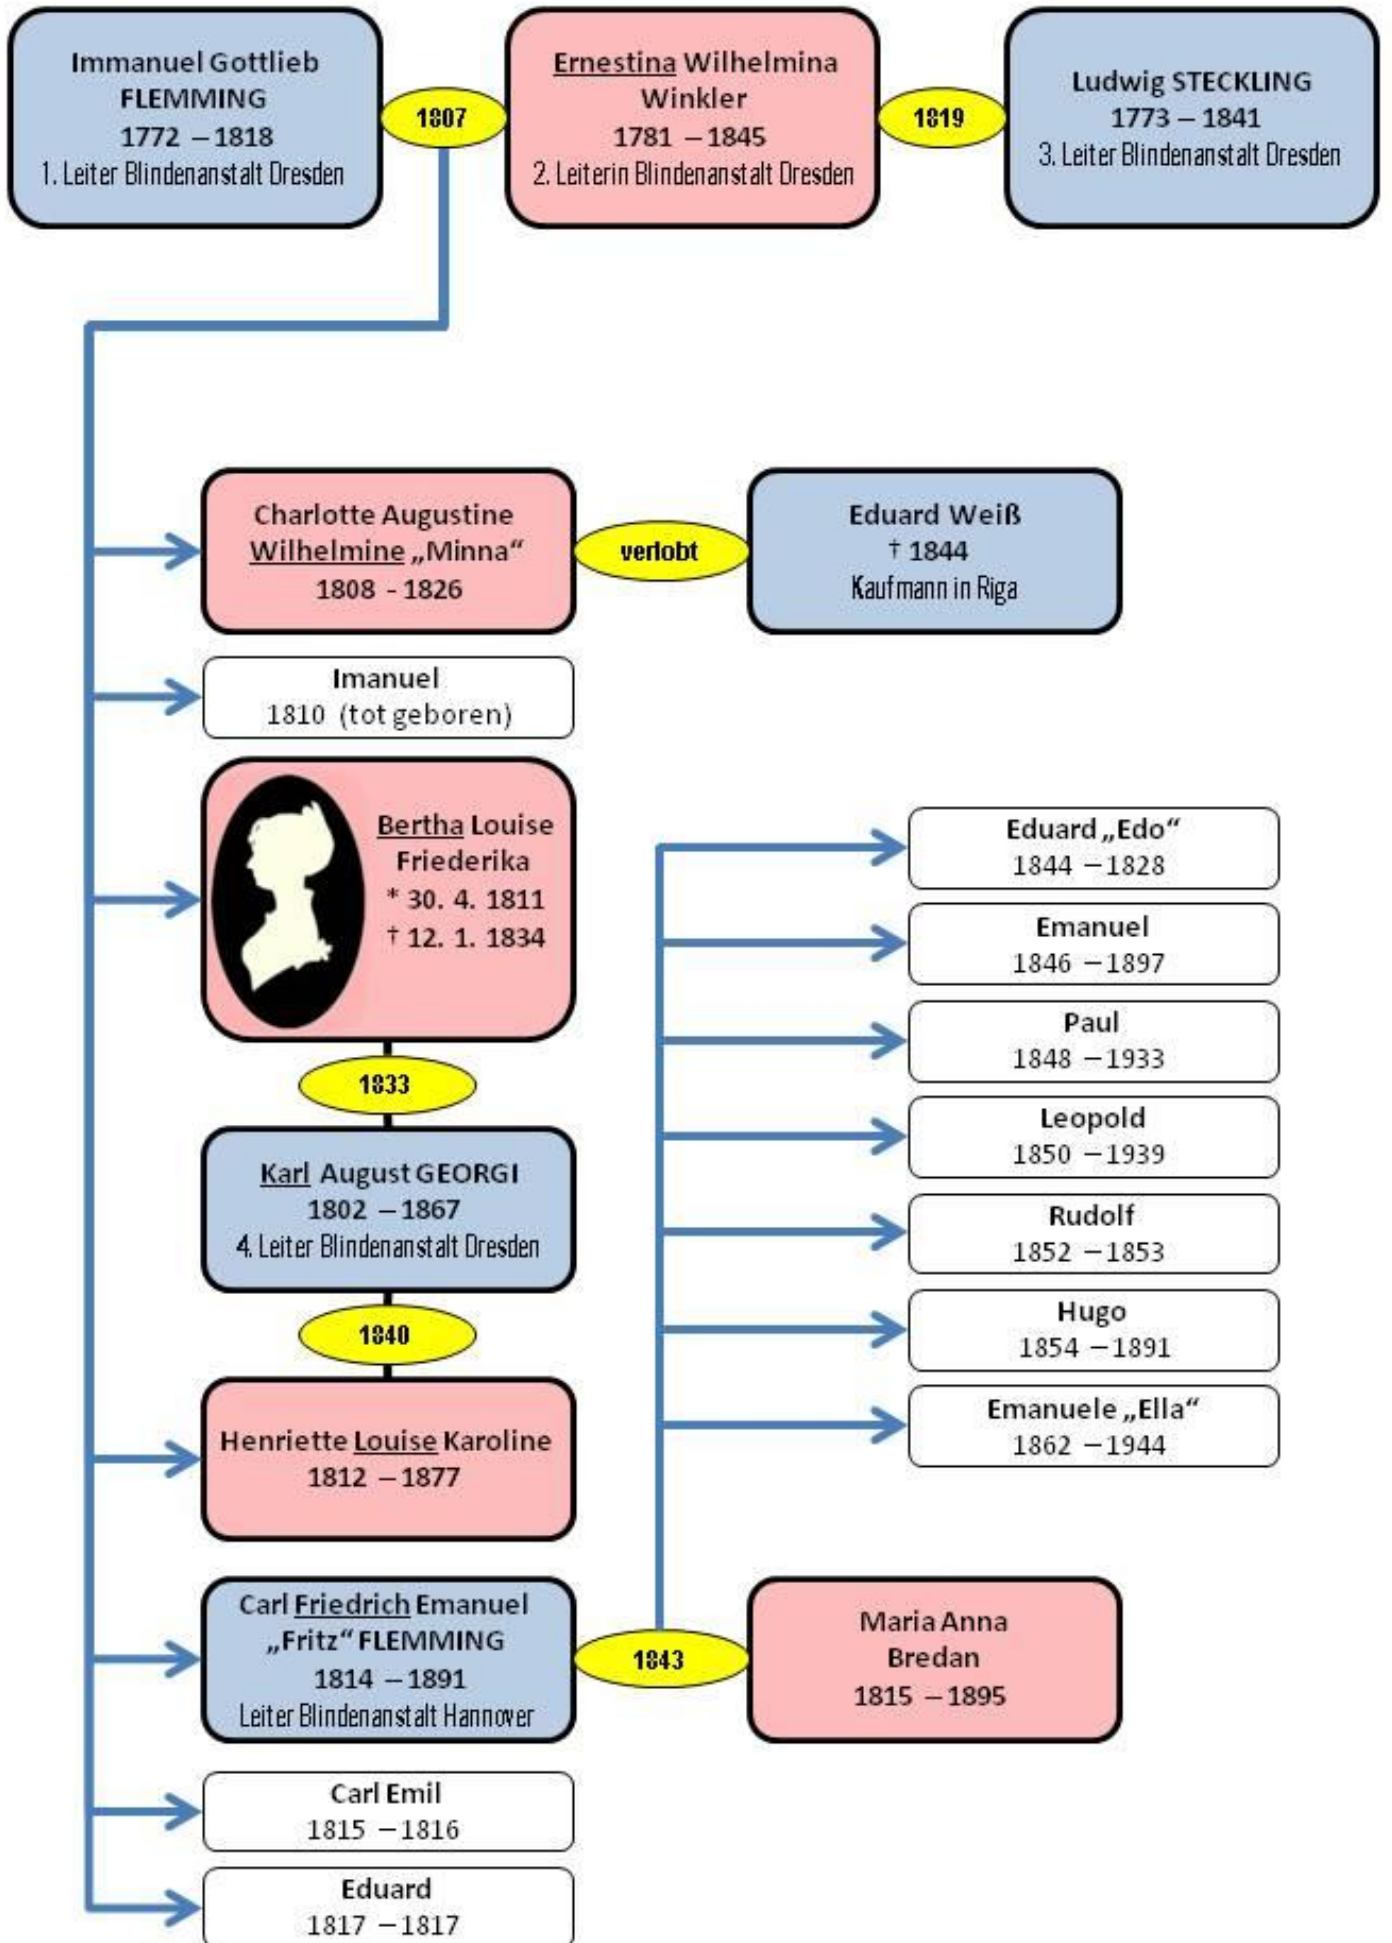 Immanuel Gottlieb
FLEMMING
1772 – 1818
1. Leiter Blindenanstalt Dresden
1807
Ernestina Wilhelmina
Winkler
1781 – 1845
2. Leiterin Blindenanstalt Dresden
1819
Ludwig STECKLING
1773 – 1841
3. Leiter Blindenanstalt Dresden
Charlotte Augustine
Wilhelmine „Minna“
1808 - 1826
verlobt
Eduard Weiß
† 1844
Kaufmann in Riga
Imanuel
1810 (tot geboren)
Bertha Louise
Friederika
* 30. 4. 1811
† 12. 1. 1834
1833
Karl August GEORGI
1802 – 1867
4. Leiter Blindenanstalt Dresden
1840
Henriette Louise Karoline
1812 – 1877
Carl Friedrich Emanuel
„Fritz“ FLEMMING
1814 – 1891
Leiter Blindenanstalt Hannover
1843
Maria Anna
Bredan
1815 – 1895
Eduard „Edo“
1844 – 1828
Emanuel
1846 – 1897
Paul
1848 – 1933
Leopold
1850 – 1939
Rudolf
1852 – 1853
Hugo
1854 – 1891
Emanuele „Ella“
1862 – 1944
Carl Emil
1815 – 1816
Eduard
1817 – 1817